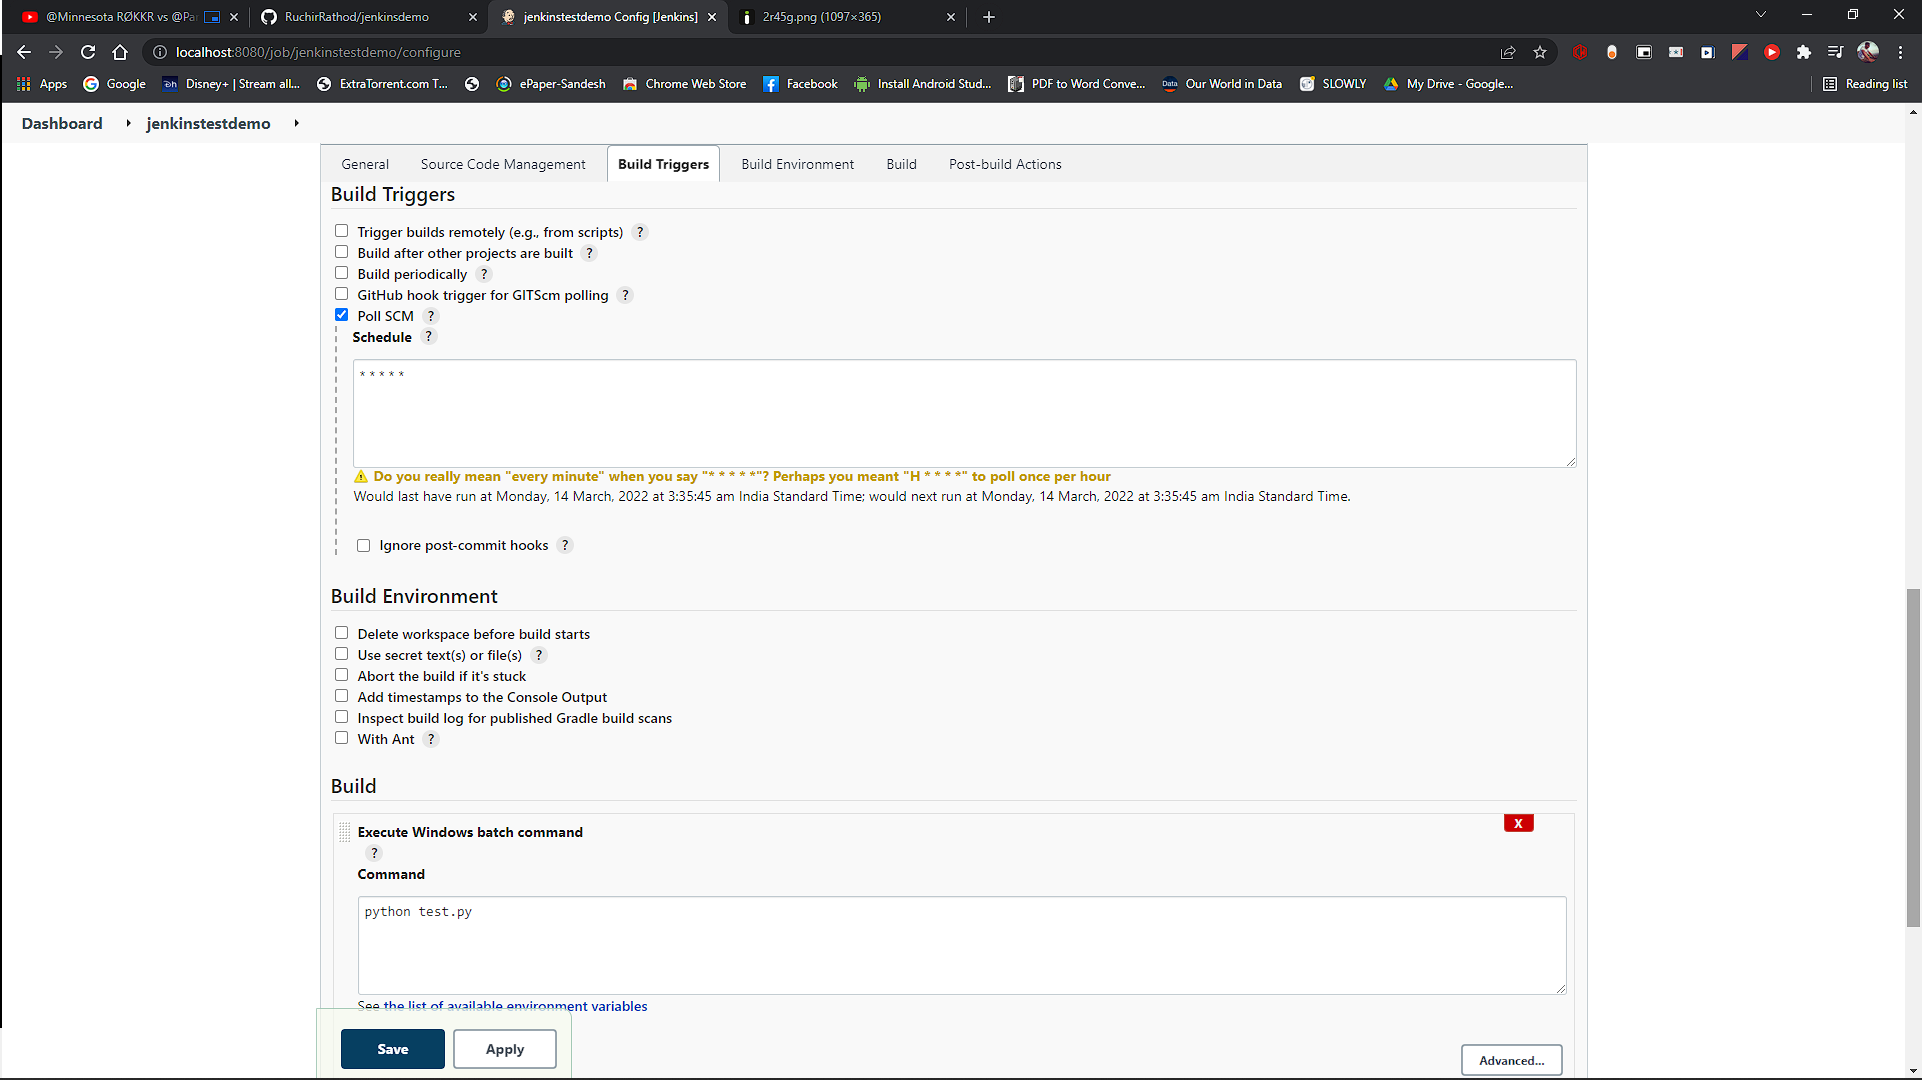 @Minnesota RØKKR vs @Par
RuchirRathod/jenkinsdemo
jenkinstestdemo Config [Jenkins]
2r45g.png (1097×365)
localhost:8080/job/jenkinstestdemo/configure
Apps
Google
Disney+ | Stream all...
ExtraTorrent.com T...
ePaper-Sandesh
Chrome Web Store
Facebook
Install Android Stud...
PDF to Word Conve...
Our World in Data
SLOWLY
My Drive - Google...
Reading list
Dashboard
jenkinstestdemo
General
Source Code Management
Build Triggers
Build Environment
Build
Post-build Actions
Build Triggers
Trigger builds remotely (e.g., from scripts) ?
Build after other projects are built ?
Build periodically ?
GitHub hook trigger for GITScm polling ?
Poll SCM ?
Schedule ?
* * * * *
Do you really mean "every minute" when you say "* * * * *"? Perhaps you meant "H * * * *" to poll once per hour
Would last have run at Monday, 14 March, 2022 at 3:35:45 am India Standard Time; would next run at Monday, 14 March, 2022 at 3:35:45 am India Standard Time.
Ignore post-commit hooks ?
Build Environment
Delete workspace before build starts
Use secret text(s) or file(s) ?
Abort the build if it's stuck
Add timestamps to the Console Output
Inspect build log for published Gradle build scans
With Ant ?
Build
X
Execute Windows batch command
?
Command
python test.py
See the list of available environment variables
Save
Apply
Advanced...